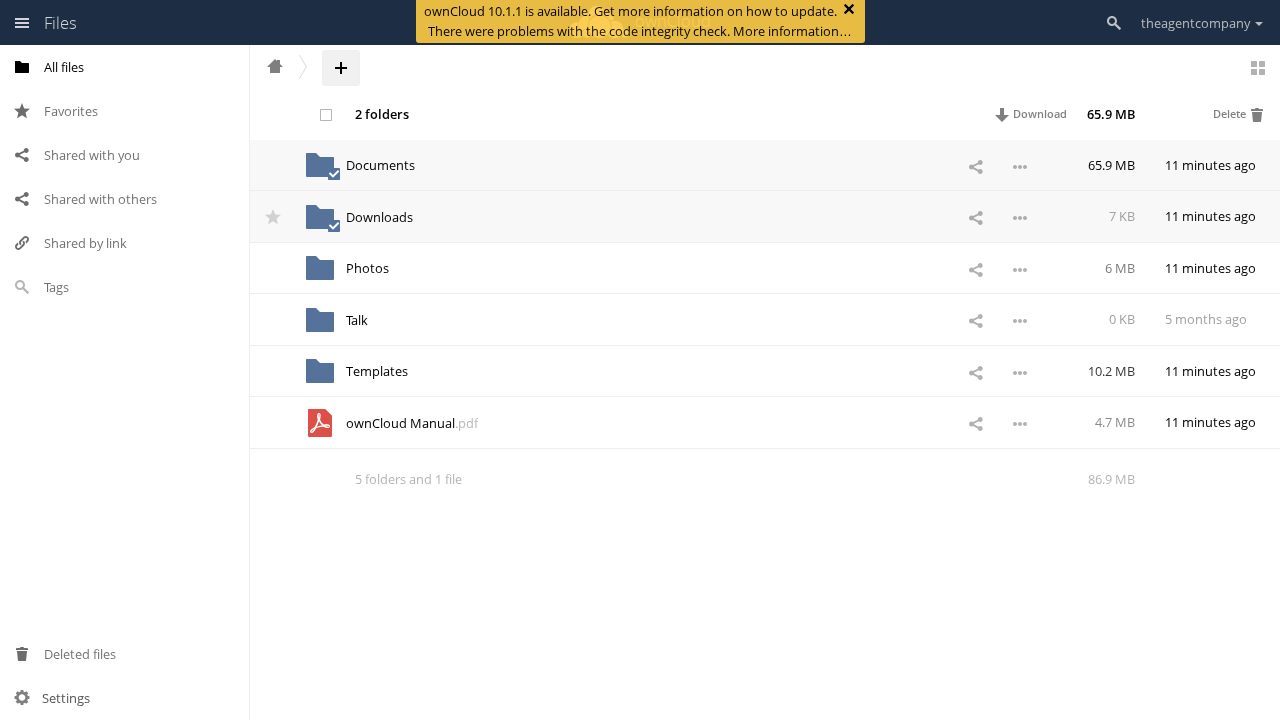 Files
ownCloud 10.1.1 is available. Get more information on how to update.
There were problems with the code integrity check. More information…
theagentcompany
All files
Favorites
Shared with you
Shared with others
Shared by link
Tags
Deleted files
Settings
2 folders
Download
65.9 MB
Delete
Documents
65.9 MB
11 minutes ago
Downloads
7 KB
11 minutes ago
Photos
6 MB
11 minutes ago
Talk
0 KB
5 months ago
Templates
10.2 MB
11 minutes ago
ownCloud Manual.pdf
4.7 MB
11 minutes ago
5 folders and 1 file
86.9 MB